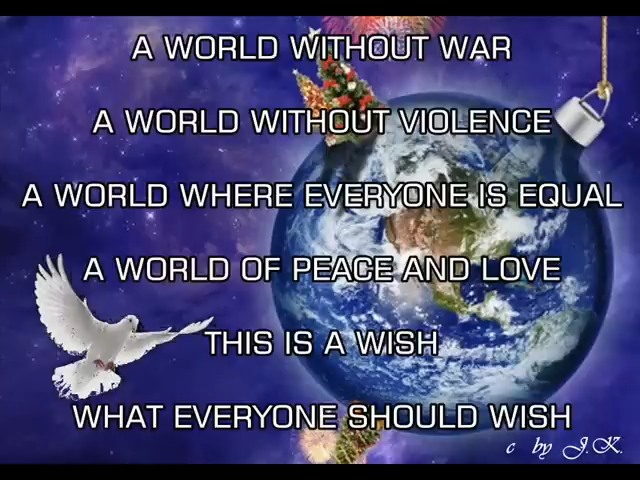 A WORLD WITHOUT WAR
A WORLD WITHOUT VIOLENCE
A WORLD WHERE EVERYONE IS EQUAL
A WORLD OF PEACE AND LOVE
THIS IS A WISH
WHAT EVERYONE SHOULD WISH
c by J.K.